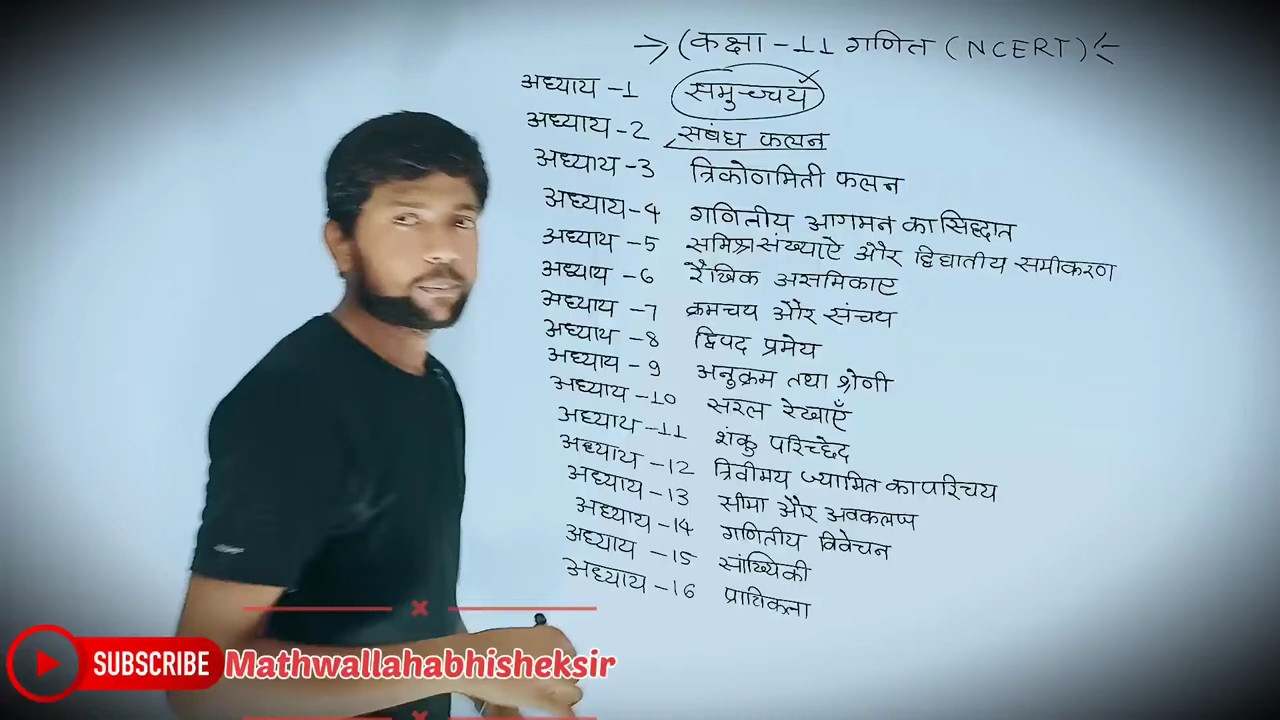 → (कक्षा - 11 गणित (NCERT) ←
अध्याय -1 समुच्चय
अध्याय -2 सबंध फलन
अध्याय -3 त्रिकोणमिती फलन
अध्याय -4 गणितीय आगमन का सिद्दात
अध्याय -5 समिश्र संख्याऐ और द्विघातीय समीकरण
अध्याय -6 रैखिक असमिकाए
अध्याय -7 क्रमचय और संचय
अध्याय -8 द्विपद प्रमेय
अध्याय -9 अनुक्रम तथा श्रेणी
अध्याय -10 सरल रेखाएँ
अध्याय -11 शंकु परिच्छेद
अध्याय -12 त्रिवीमय ज्यामित का परिचय
अध्याय -13 सीमा और अवकलज
अध्याय -14 गणितीय विवेचन
अध्याय -15 सांख्यिकी
अध्याय -16 प्रायिकता
SUBSCRIBE Mathwallahabhisheksir